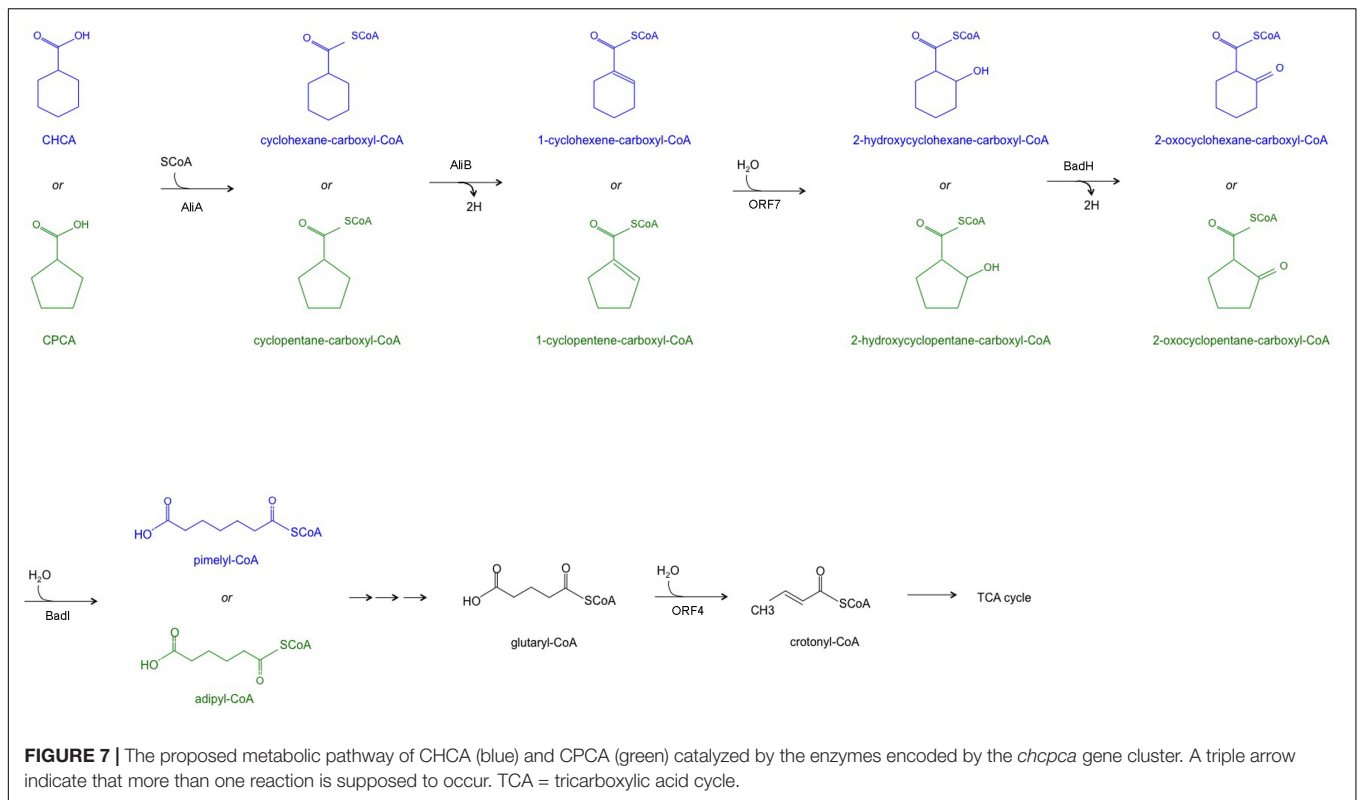 O OH
O SCoA
O SCoA
O SCoA
OH
O SCoA
O
CHCA
cyclohexane-carboxyl-CoA
1-cyclohexene-carboxyl-CoA
2-hydroxycyclohexane-carboxyl-CoA
2-oxocyclohexane-carboxyl-CoA
or
SCoA
AliA
or
AliB
2H
or
H2O
ORF7
or
BadH
2H
or
O OH
O SCoA
O SCoA
O SCoA
OH
O SCoA
O
CPCA
cyclopentane-carboxyl-CoA
1-cyclopentene-carboxyl-CoA
2-hydroxycyclopentane-carboxyl-CoA
2-oxocyclopentane-carboxyl-CoA
H2O
BadI
O O
HO SCoA
pimelyl-CoA
or
O SCoA
HO
O
adipyl-CoA
O O
HO SCoA
glutaryl-CoA
H2O
ORF4
O
CH3 SCoA
crotonyl-CoA
TCA cycle
FIGURE 7 | The proposed metabolic pathway of CHCA (blue) and CPCA (green) catalyzed by the enzymes encoded by the chcpca gene cluster. A triple arrow
indicate that more than one reaction is supposed to occur. TCA = tricarboxylic acid cycle.